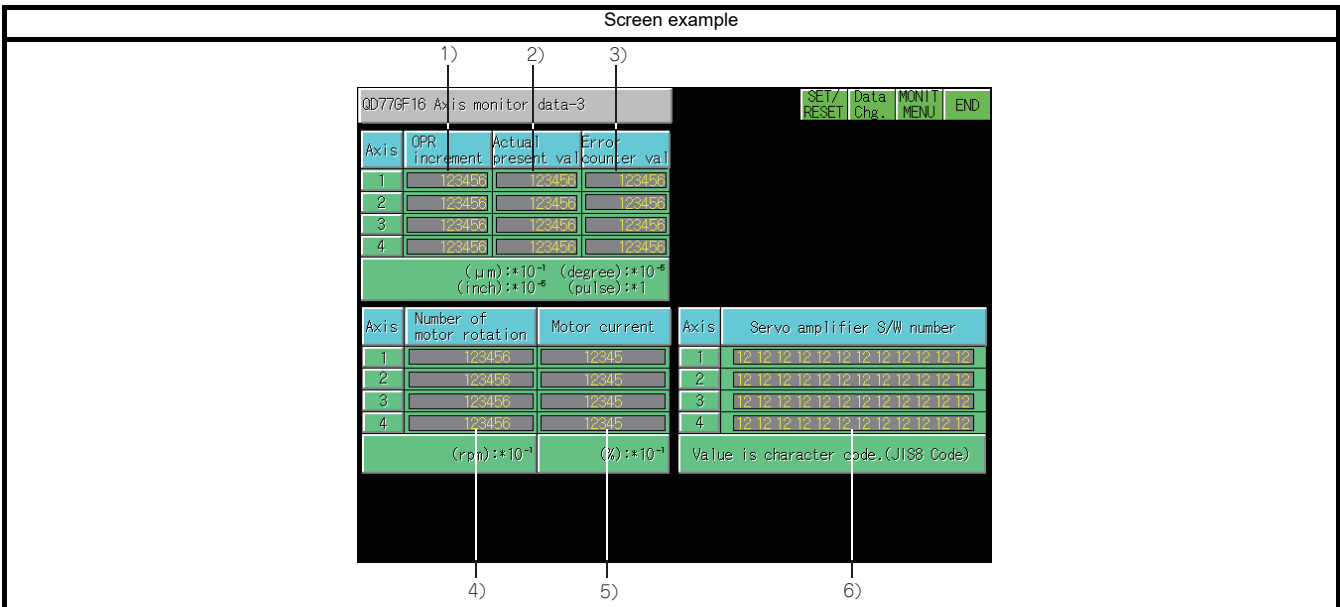 Screen example
1) 2) 3)
QD77GF16 Axis monitor data-3
SET/ RESET Data Chg. MONIT MENU END
Axis OPR increment Actual present val Error counter val
1 123456 123456 123456
2 123456 123456 123456
3 123456 123456 123456
4 123456 123456 123456
(μm):*10⁻¹ (degree):*10⁻⁵
(inch):*10⁻⁵ (pulse):*1
Axis Number of motor rotation Motor current
1 123456 12345
2 123456 12345
3 123456 12345
4 123456 12345
(rpm):*10⁻¹ (%):*10⁻¹
Axis Servo amplifier S/W number
1 12 12 12 12 12 12 12 12 12 12 12 12
2 12 12 12 12 12 12 12 12 12 12 12 12
3 12 12 12 12 12 12 12 12 12 12 12 12
4 12 12 12 12 12 12 12 12 12 12 12 12
Value is character code.(JIS8 Code)
4) 5) 6)